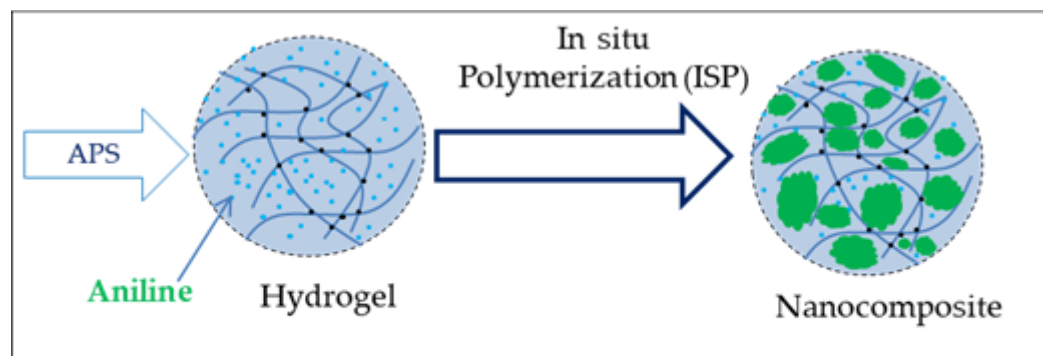 In situ
Polymerization (ISP)
APS
Aniline
Hydrogel
Nanocomposite